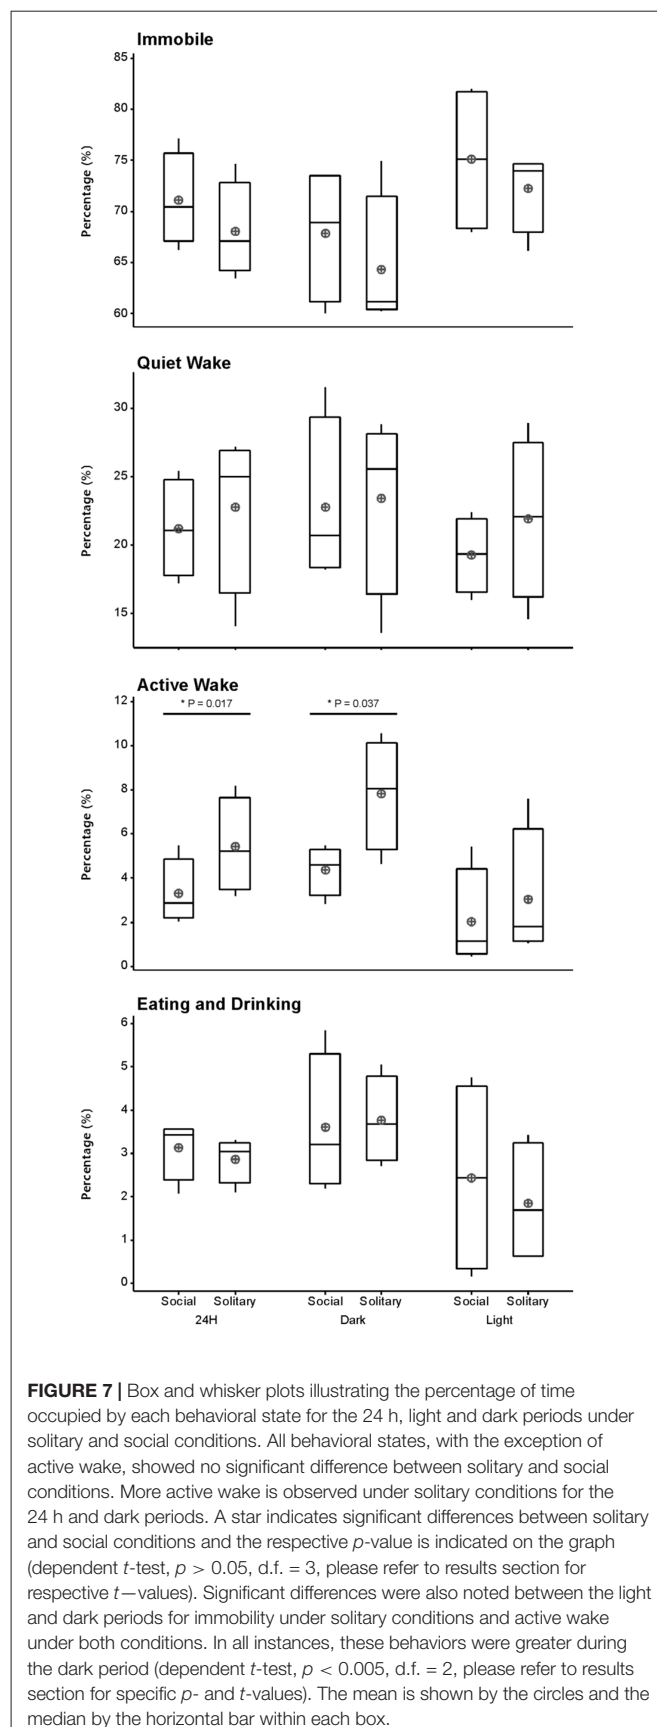 Immobile
Percentage (%)
85
80
75
70
65
60
Quiet Wake
Percentage (%)
30
25
20
15
Active Wake
Percentage (%)
12
10
8
6
4
2
0
* P = 0.017
* P = 0.037
Eating and Drinking
Percentage (%)
6
5
4
3
2
1
0
Social Solitary Social Solitary Social Solitary
24H Dark Light
FIGURE 7 | Box and whisker plots illustrating the percentage of time
occupied by each behavioral state for the 24 h, light and dark periods under
solitary and social conditions. All behavioral states, with the exception of
active wake, showed no significant difference between solitary and social
conditions. More active wake is observed under solitary conditions for the
24 h and dark periods. A star indicates significant differences between solitary
and social conditions and the respective p-value is indicated on the graph
(dependent t-test, p > 0.05, d.f. = 3, please refer to results section for
respective t—values). Significant differences were also noted between the light
and dark periods for immobility under solitary conditions and active wake
under both conditions. In all instances, these behaviors were greater during
the dark period (dependent t-test, p < 0.005, d.f. = 2, please refer to results
section for specific p- and t-values). The mean is shown by the circles and the
median by the horizontal bar within each box.